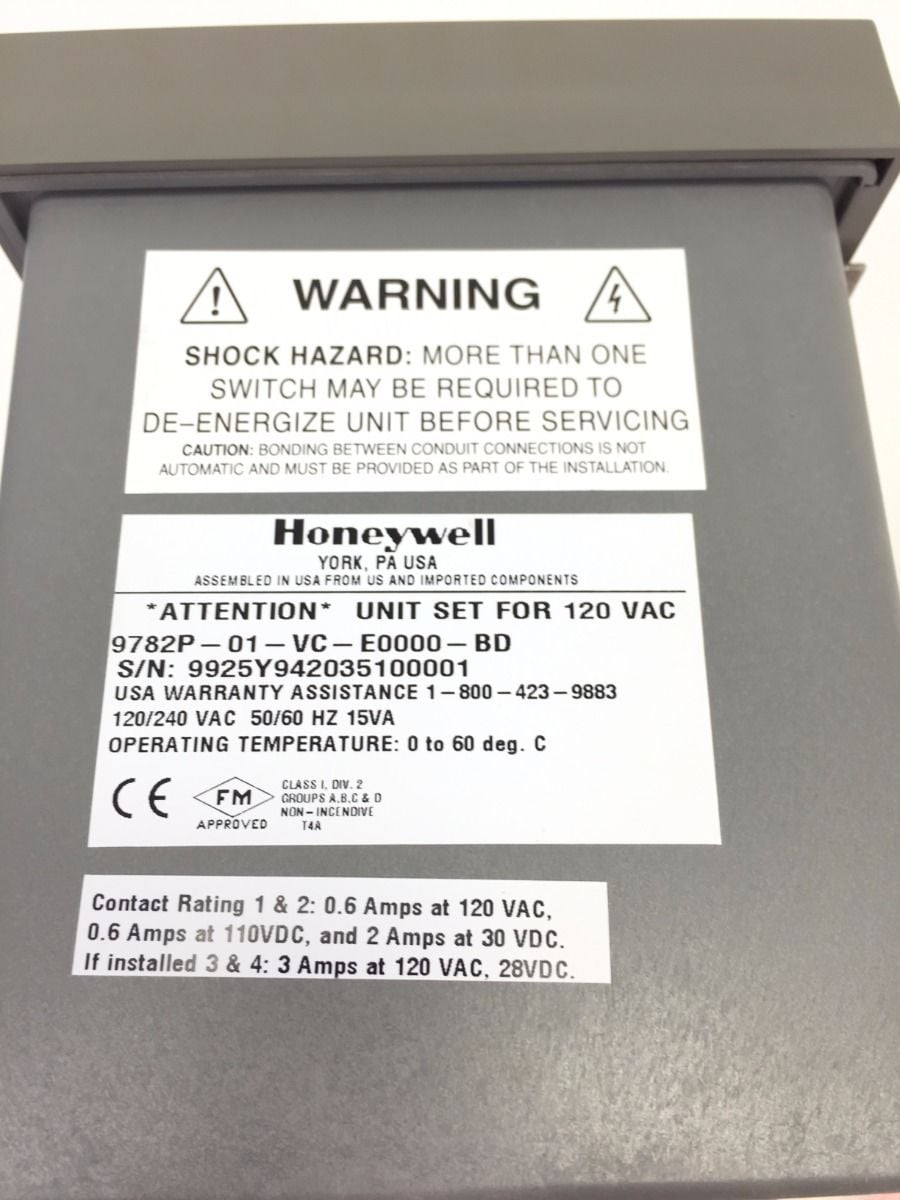 WARNING
SHOCK HAZARD: MORE THAN ONE
SWITCH MAY BE REQUIRED TO
DE-ENERGIZE UNIT BEFORE SERVICING
CAUTION: BONDING BETWEEN CONDUIT CONNECTIONS IS NOT
AUTOMATIC AND MUST BE PROVIDED AS PART OF THE INSTALLATION.
Honeywell
YORK, PA USA
ASSEMBLED IN USA FROM US AND IMPORTED COMPONENTS
*ATTENTION* UNIT SET FOR 120 VAC
9782P-01-VC-E0000-BD
S/N: 9925Y942035100001
USA WARRANTY ASSISTANCE 1-800-423-9883
120/240 VAC 50/60 HZ 15VA
OPERATING TEMPERATURE: 0 to 60 deg. C
CE
FM
APPROVED
CLASS I, DIV. 2
GROUPS A,B,C & D
NON-INCENDIVE
T4A
Contact Rating 1 & 2: 0.6 Amps at 120 VAC,
0.6 Amps at 110VDC, and 2 Amps at 30 VDC.
If installed 3 & 4: 3 Amps at 120 VAC, 28VDC.